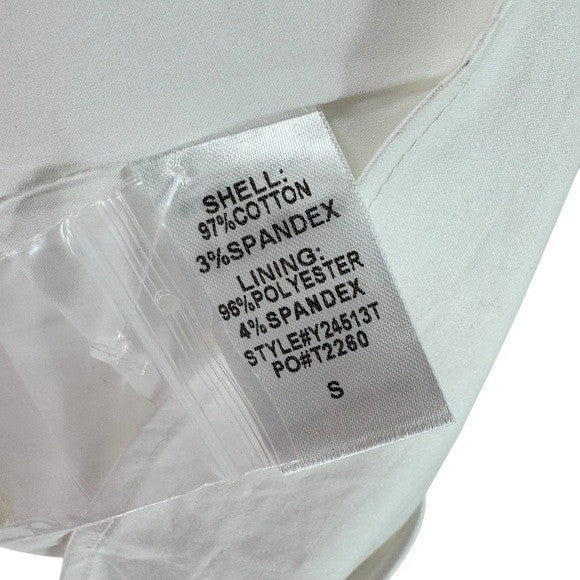 SHELL:
97%COTTON
3%SPANDEX
LINING:
96%POLYESTER
4%SPANDEX
STYLE#Y24513T
PO#T2260
S